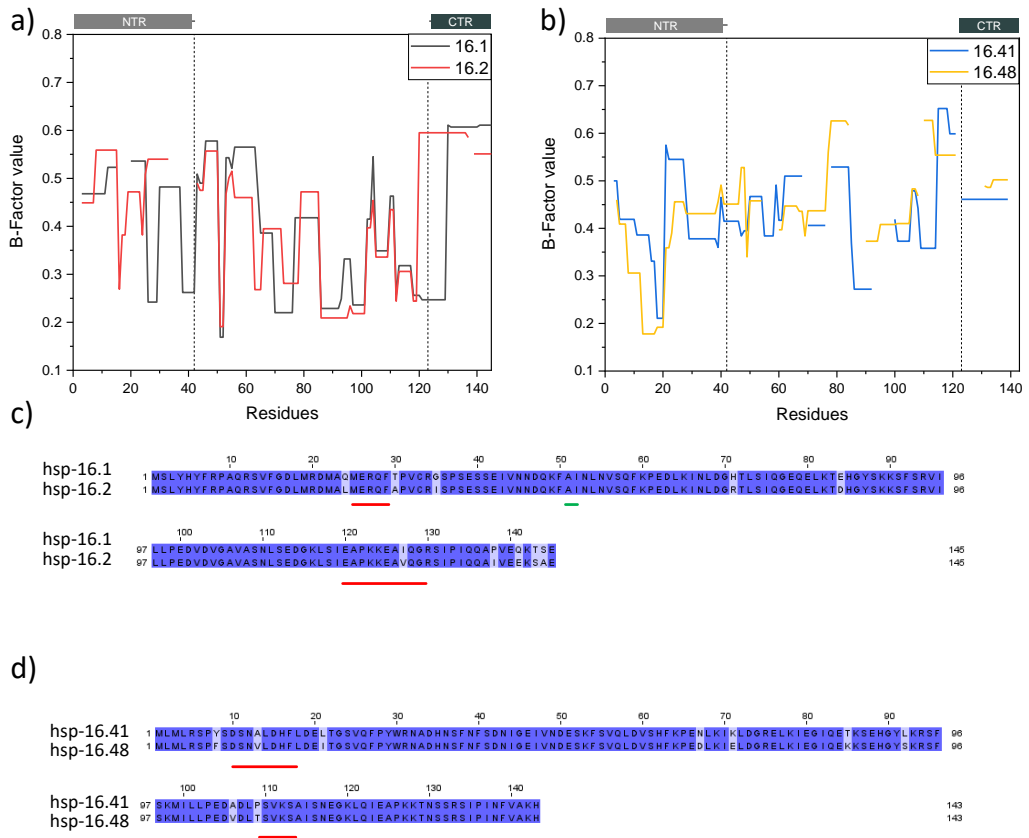 a)
NTR
CTR
16.1
16.2
0.8
0.7
0.6
0.5
0.4
0.3
0.2
0.1
B-Factor value
0 20 40 60 80 100 120 140
Residues
b)
NTR
CTR
16.41
16.48
0.8
0.7
0.6
0.5
0.4
0.3
0.2
0.1
B-Factor value
0 20 40 60 80 100 120 140
Residues
c)
10 20 30 40 50 60 70 80 90
hsp-16.1 1 MSLYHYFRPAQRSVFGDLMRDMAQMERQFTPVCRGSPSESSEIVNNDQKFAINLNVSQFKPEDLKINLDGHTLSIQGEQELKTEHGYSKKSFSRVI 96
hsp-16.2 1 MSLYHYFRPAQRSVFGDLMRDMALMERQFAPVCRISPSESSEIVNNDQKFAINLNVSQFKPEDLKINLDGRTLSIQGEQELKTDHGYSKKSFSRVI 96
100 110 120 130 140
hsp-16.1 97 LLPEDVDVGAVASNLSEDGKLSIEAPKKEAIQGRSIPIQQAPVEQKTSE 145
hsp-16.2 97 LLPEDVDVGAVASNLSEDGKLSIEAPKKEAVQGRSIPIQQAIVEEKSAE 145
d)
10 20 30 40 50 60 70 80 90
hsp-16.41 1 MLMLRSPYSDSNALDHFLDELTGSVQFPYWRNADHNSFNFSDNIGEIVNDESKFSVQLDVSHFKPENLKIKLDGRELKIEGIQETKSEHGYLKRSF 96
hsp-16.48 1 MLMLRSPFSDSNVLDHFLDEITGSVQFPYWRNADHNSFNFSDNIGEIVNDESKFSVQLDVSHFKPEDLKIELDGRELKIEGIQEKKSEHGYSKRSF 96
100 110 120 130 140
hsp-16.41 97 SKMILLPEDADLPSVKSAISNEGKLQIEAPKKTNSSRSIPINFVAKH 143
hsp-16.48 97 SKMILLPEDVDLTSVKSAISNEGKLQIEAPKKTNSSRSIPINFVAKH 143